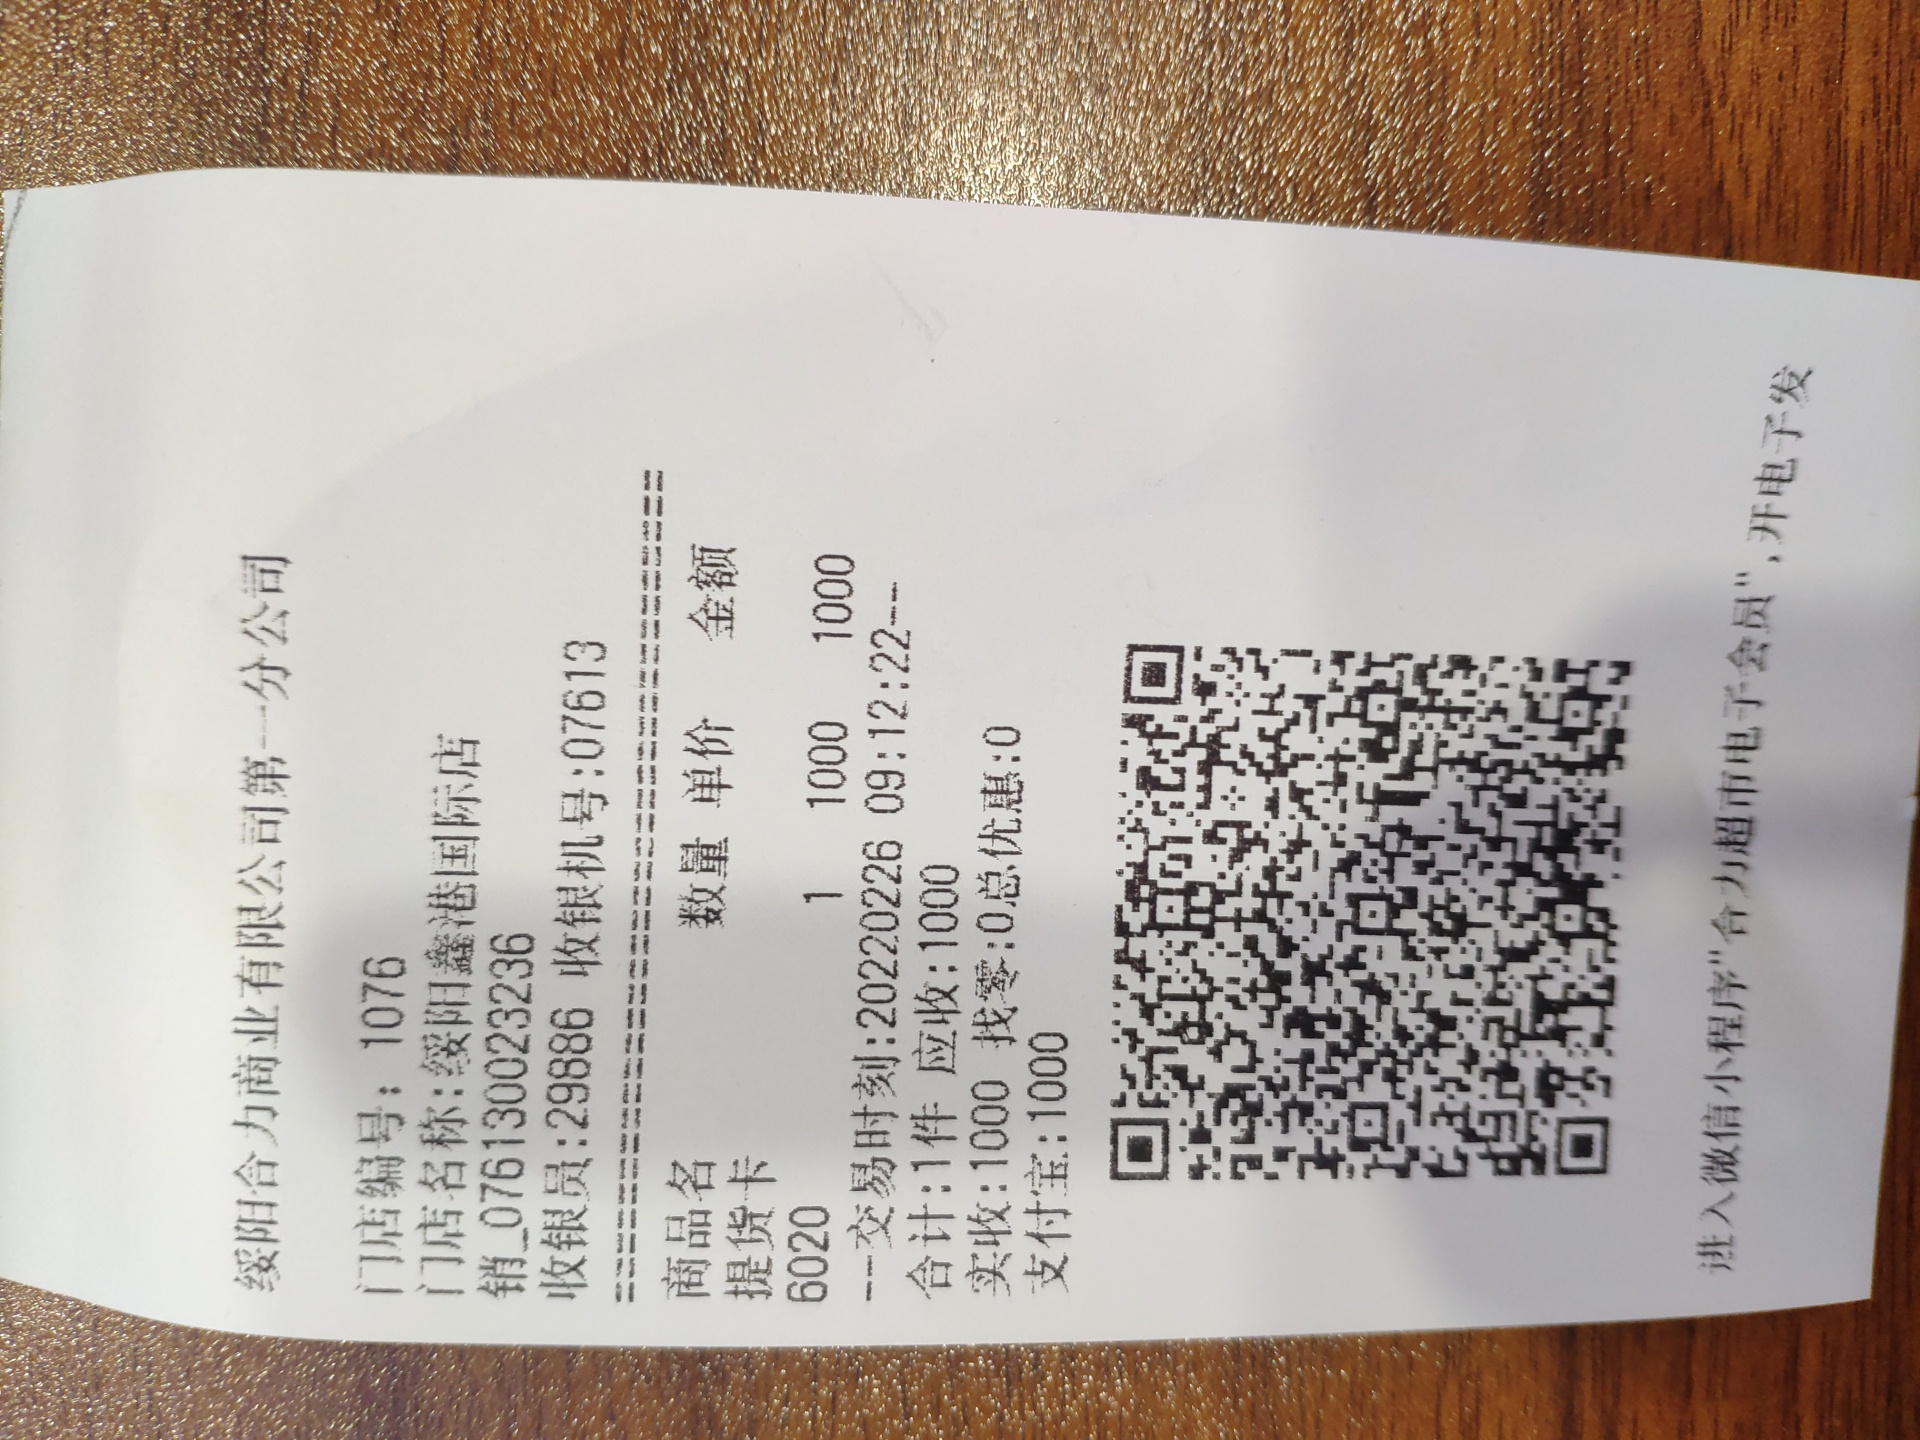 绥阳合力商业有限公司第一分公司
门店编号: 1076
门店名称:绥阳鑫港国际店
销_076130023236
收银员:29886 收银机号:07613
================================
商品名 数量 单价 金额
提货卡
6020 1 1000 1000
--交易时刻:20220226 09:12:22--
合计:1件 应收:1000
实收:1000 找零:0总优惠:0
支付宝:1000
进入微信小程序"合力超市电子会员",开电子发